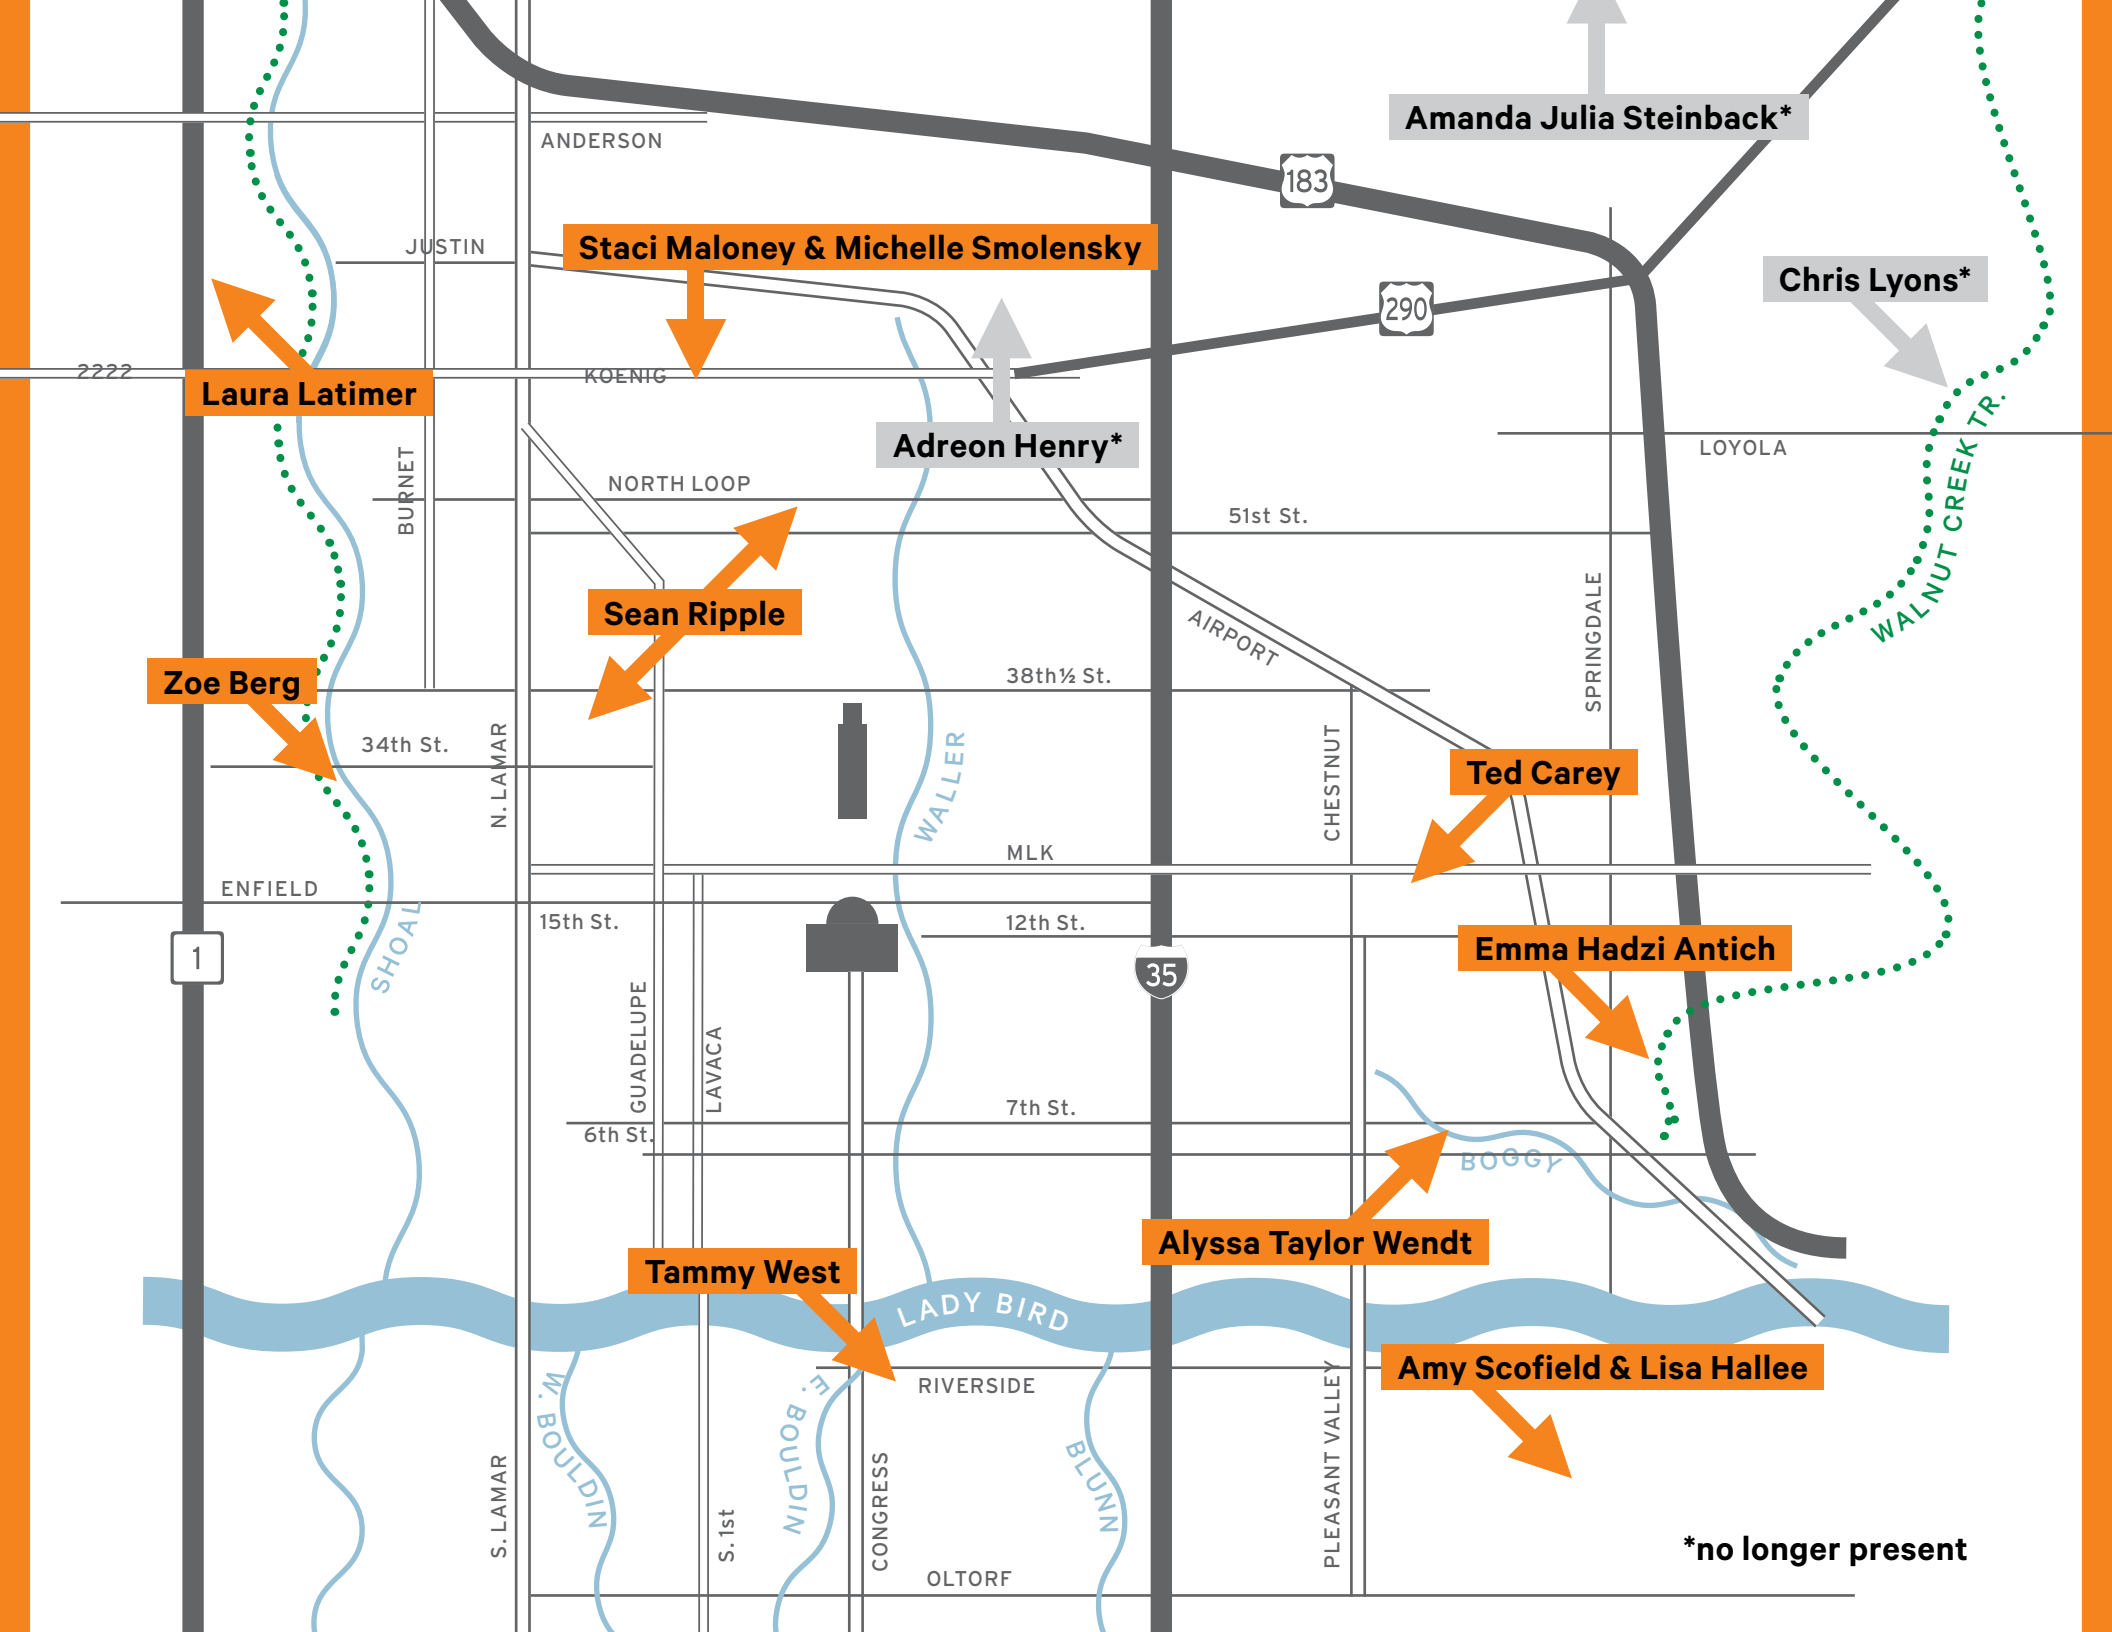 Amanda Julia Steinback*
ANDERSON
183
JUSTIN
Staci Maloney & Michelle Smolensky
Chris Lyons*
290
2222
KOENIG
Laura Latimer
Adreon Henry*
LOYOLA
WALNUT CREEK TR.
BURNET
NORTH LOOP
51st St.
Sean Ripple
AIRPORT
SPRINGDALE
Zoe Berg
38th½ St.
34th St.
N. LAMAR
WALLER
CHESTNUT
Ted Carey
MLK
ENFIELD
15th St.
12th St.
SHOAL
1
35
Emma Hadzi Antich
GUADELUPE
LAVACA
7th St.
6th St.
BOGGY
Alyssa Taylor Wendt
Tammy West
LADY BIRD
Amy Scofield & Lisa Hallee
RIVERSIDE
W. BOULDIN
E. BOULDIN
BLUNN
PLEASANT VALLEY
S. LAMAR
S. 1st
CONGRESS
*no longer present
OLTORF